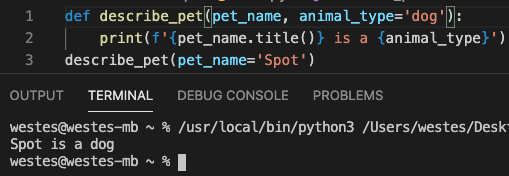 1 def describe_pet(pet_name, animal_type='dog'):
2 print(f'{pet_name.title()} is a {animal_type}')
3 describe_pet(pet_name='Spot')
OUTPUT TERMINAL DEBUG CONSOLE PROBLEMS
westes@westes-mb ~ % /usr/local/bin/python3 /Users/westes/Deskt
Spot is a dog
westes@westes-mb ~ %